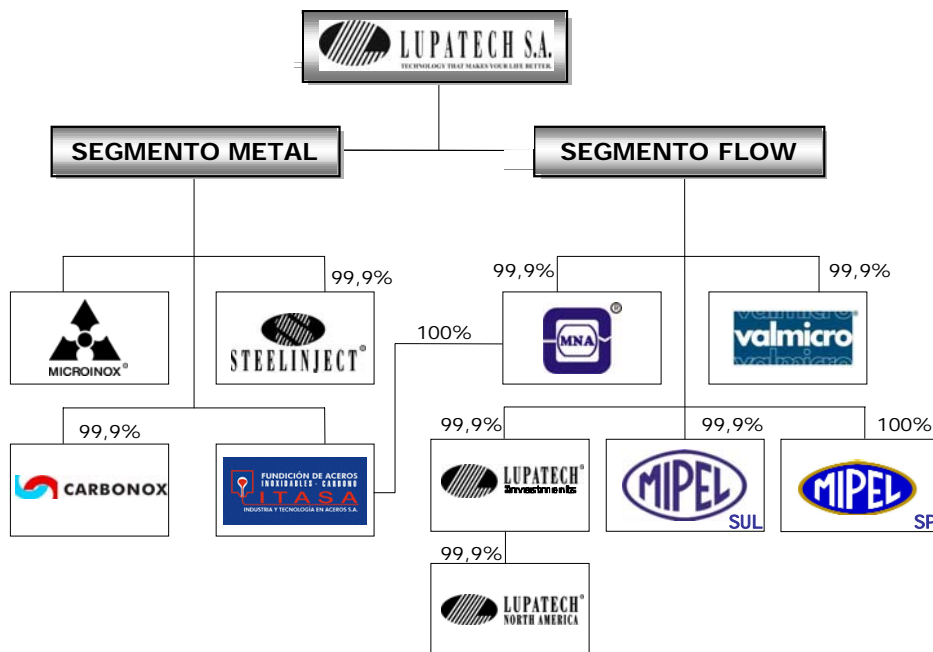 LUPATECH S.A.
TECHNOLOGY THAT MAKES YOUR LIFE BETTER.
SEGMENTO METAL
SEGMENTO FLOW
99,9%
99,9%
99,9%
MICROINOX®
STEELINJECT®
100%
MNA
®
valmicro®
valmicro
valmicro
99,9%
99,9%
99,9%
100%
CARBONOX
FUNDICIÓN DE ACEROS
INOXIDABLES - CARBONO
ITASA
INDUSTRIA Y TECNOLOGÍA EN ACEROS S.A.
LUPATECH®
Investments
MIPEL
SUL
MIPEL
SP
99,9%
LUPATECH®
NORTH AMERICA